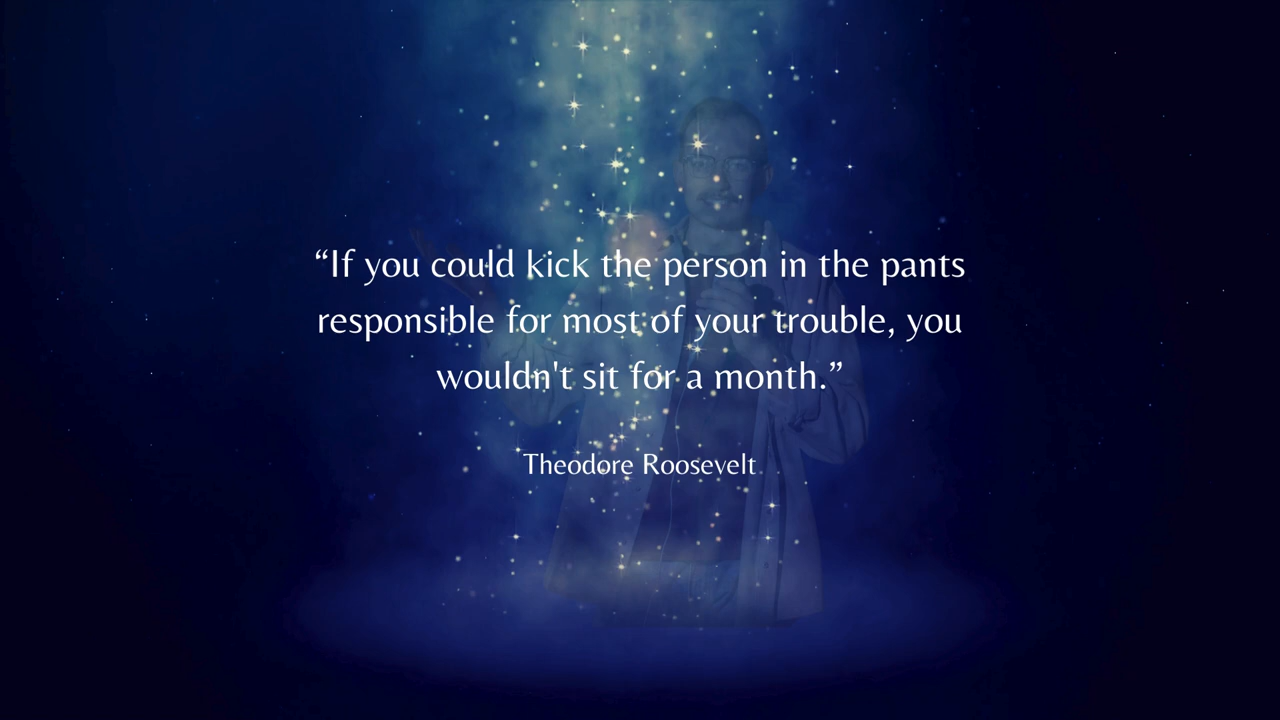 “If you could kick the person in the pants
responsible for most of your trouble, you
wouldn't sit for a month.”
Theodore Roosevelt